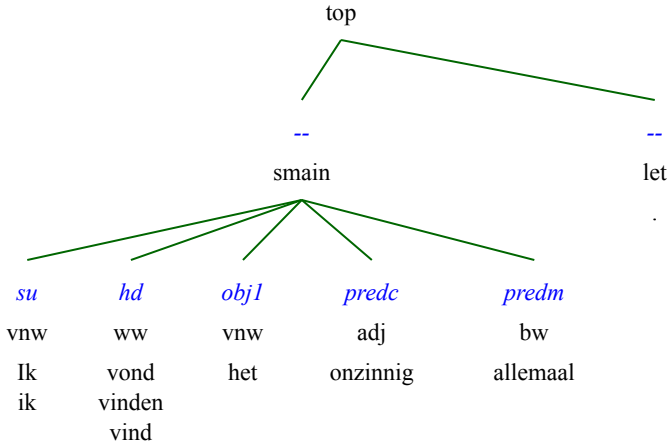 top
-- --
smain let
.
su hd obj1 predc predm
vnw ww vnw adj bw
Ik vond het onzinnig allemaal
ik vinden
vind